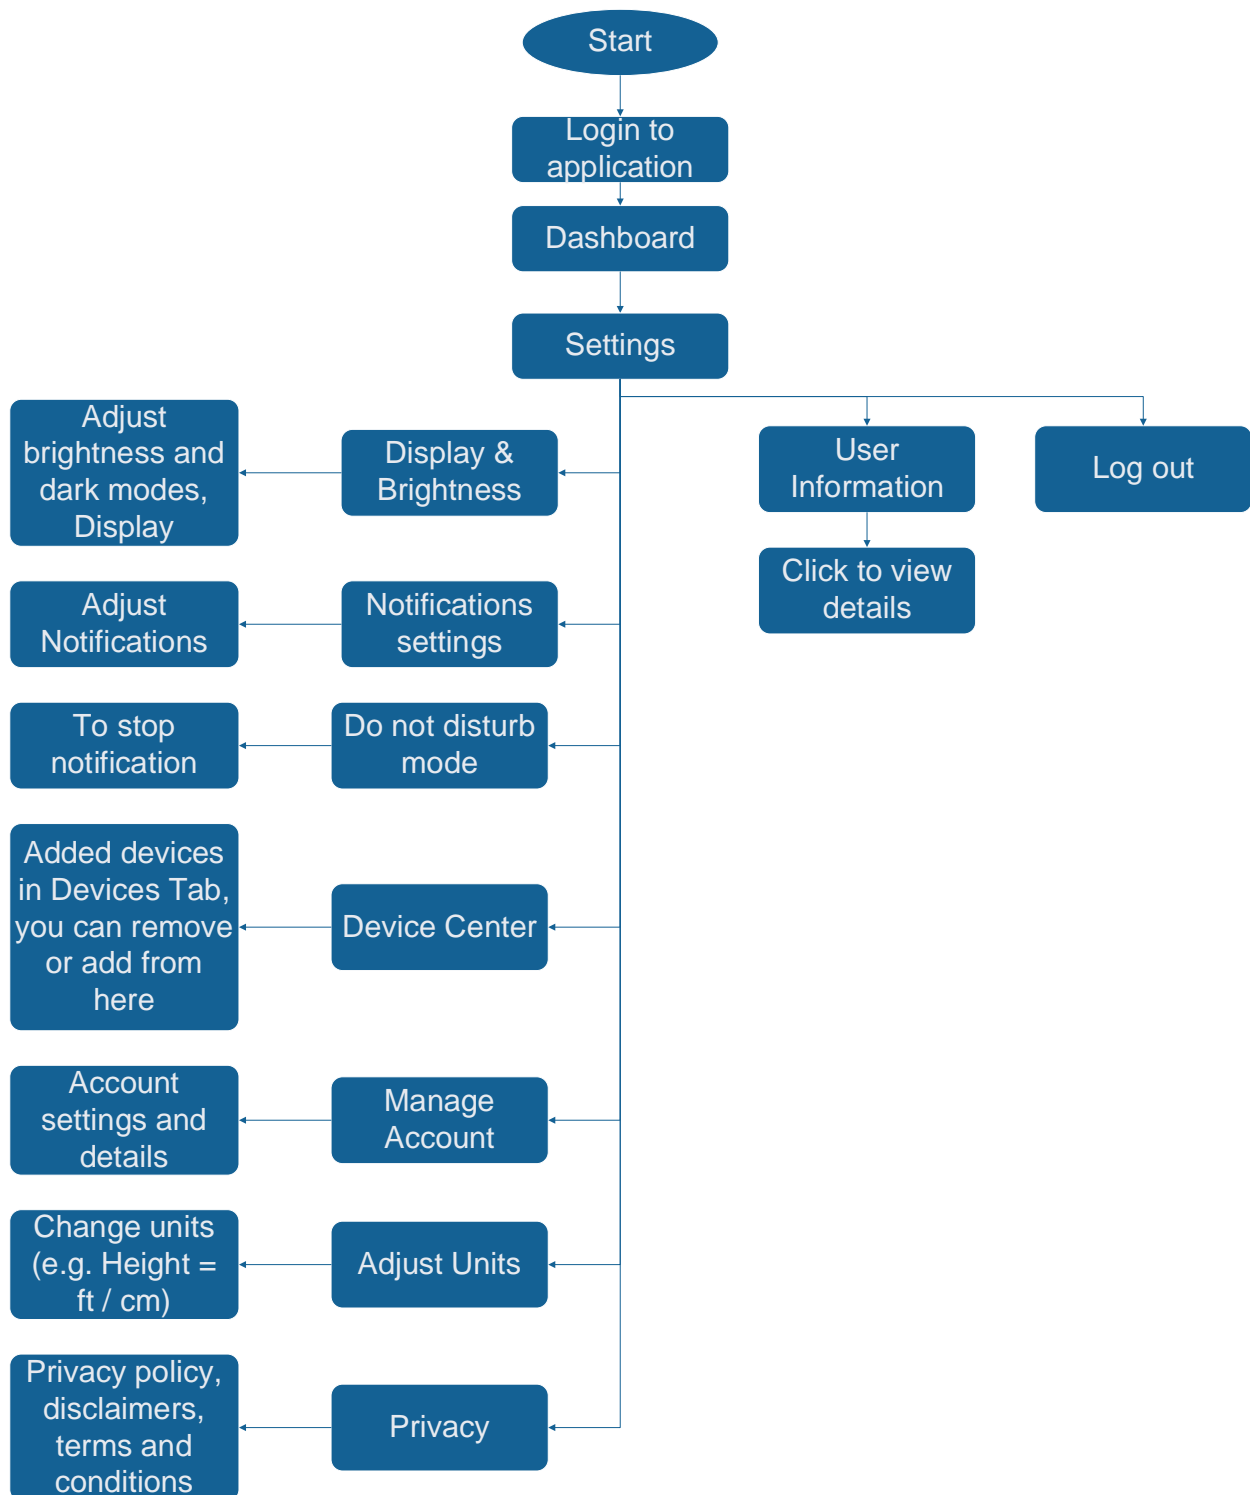 Start
Login to
application
Dashboard
Settings
Adjust
brightness and
dark modes,
Display
Display &
Brightness
User
Information
Log out
Click to view
details
Adjust
Notifications
Notifications
settings
To stop
notification
Do not disturb
mode
Added devices
in Devices Tab,
you can remove
or add from
here
Device Center
Account
settings and
details
Manage
Account
Change units
(e.g. Height =
ft / cm)
Adjust Units
Privacy policy,
disclaimers,
terms and
conditions
Privacy